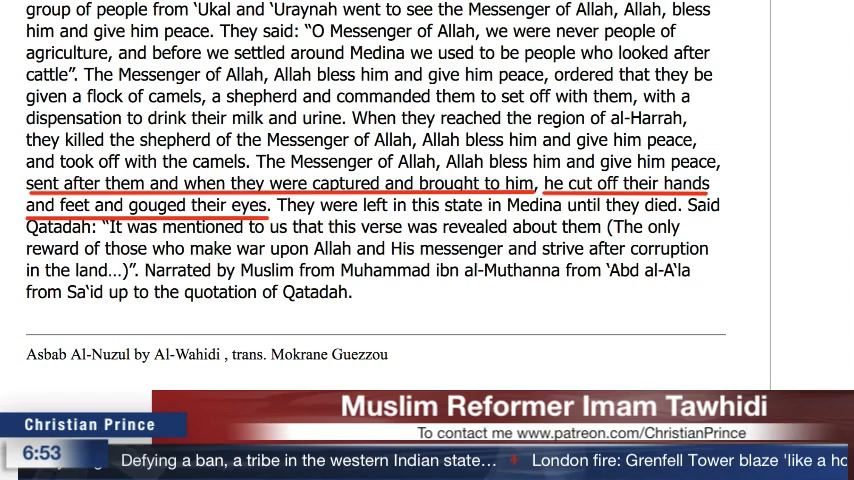 group of people from ‘Ukal and ‘Uraynah went to see the Messenger of Allah, Allah, bless
him and give him peace. They said: “O Messenger of Allah, we were never people of
agriculture, and before we settled around Medina we used to be people who looked after
cattle”. The Messenger of Allah, Allah bless him and give him peace, ordered that they be
given a flock of camels, a shepherd and commanded them to set off with them, with a
dispensation to drink their milk and urine. When they reached the region of al-Harrah,
they killed the shepherd of the Messenger of Allah, Allah bless him and give him peace,
and took off with the camels. The Messenger of Allah, Allah bless him and give him peace,
sent after them and when they were captured and brought to him, he cut off their hands
and feet and gouged their eyes. They were left in this state in Medina until they died. Said
Qatadah: “It was mentioned to us that this verse was revealed about them (The only
reward of those who make war upon Allah and His messenger and strive after corruption
in the land…)”. Narrated by Muslim from Muhammad ibn al-Muthanna from ‘Abd al-A‘la
from Sa‘id up to the quotation of Qatadah.
Asbab Al-Nuzul by Al-Wahidi , trans. Mokrane Guezzou
Muslim Reformer Imam Tawhidi
Christian Prince
To contact me www.patreon.com/ChristianPrince
6:53
Defying a ban, a tribe in the western Indian state… London fire: Grenfell Tower blaze 'like a ho